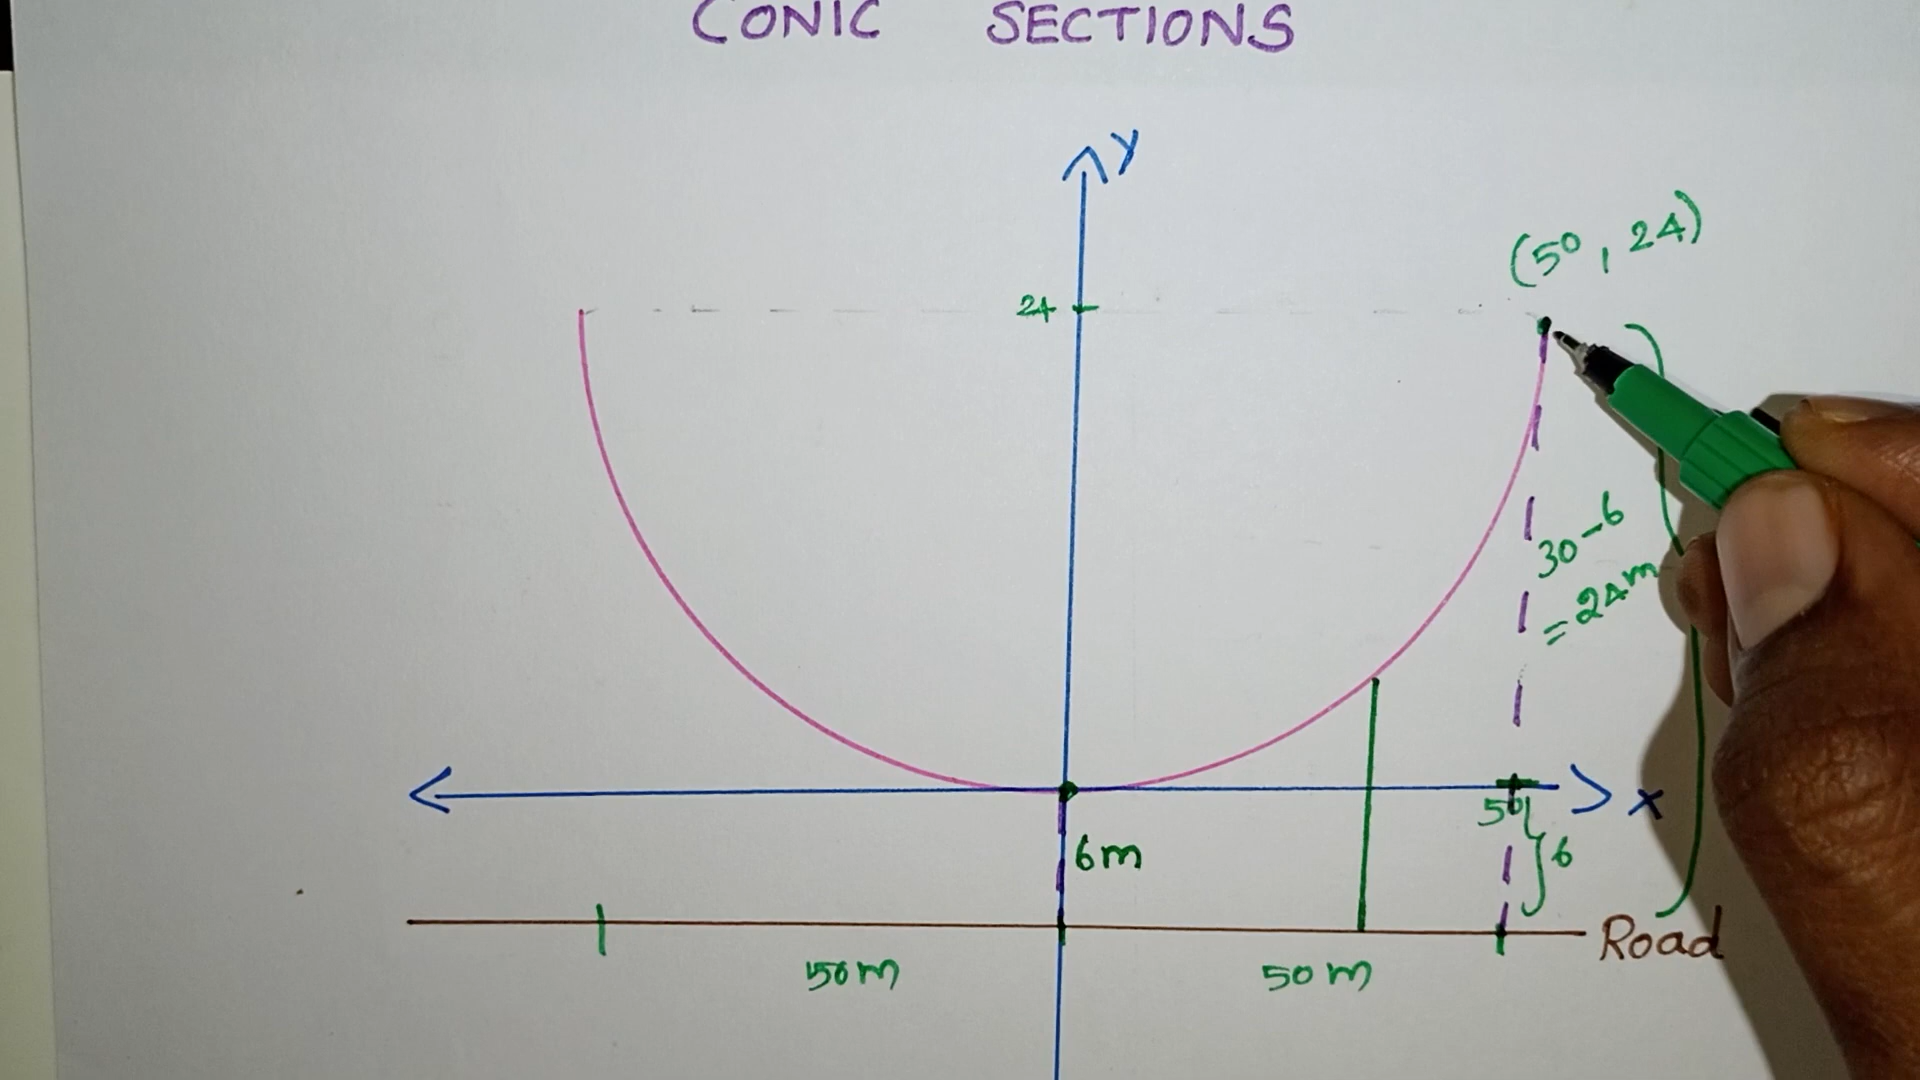 CONIC SECTIONS
y
(50, 24)
24
30-6
=24m
x
50
6m
6
Road
50m
50m